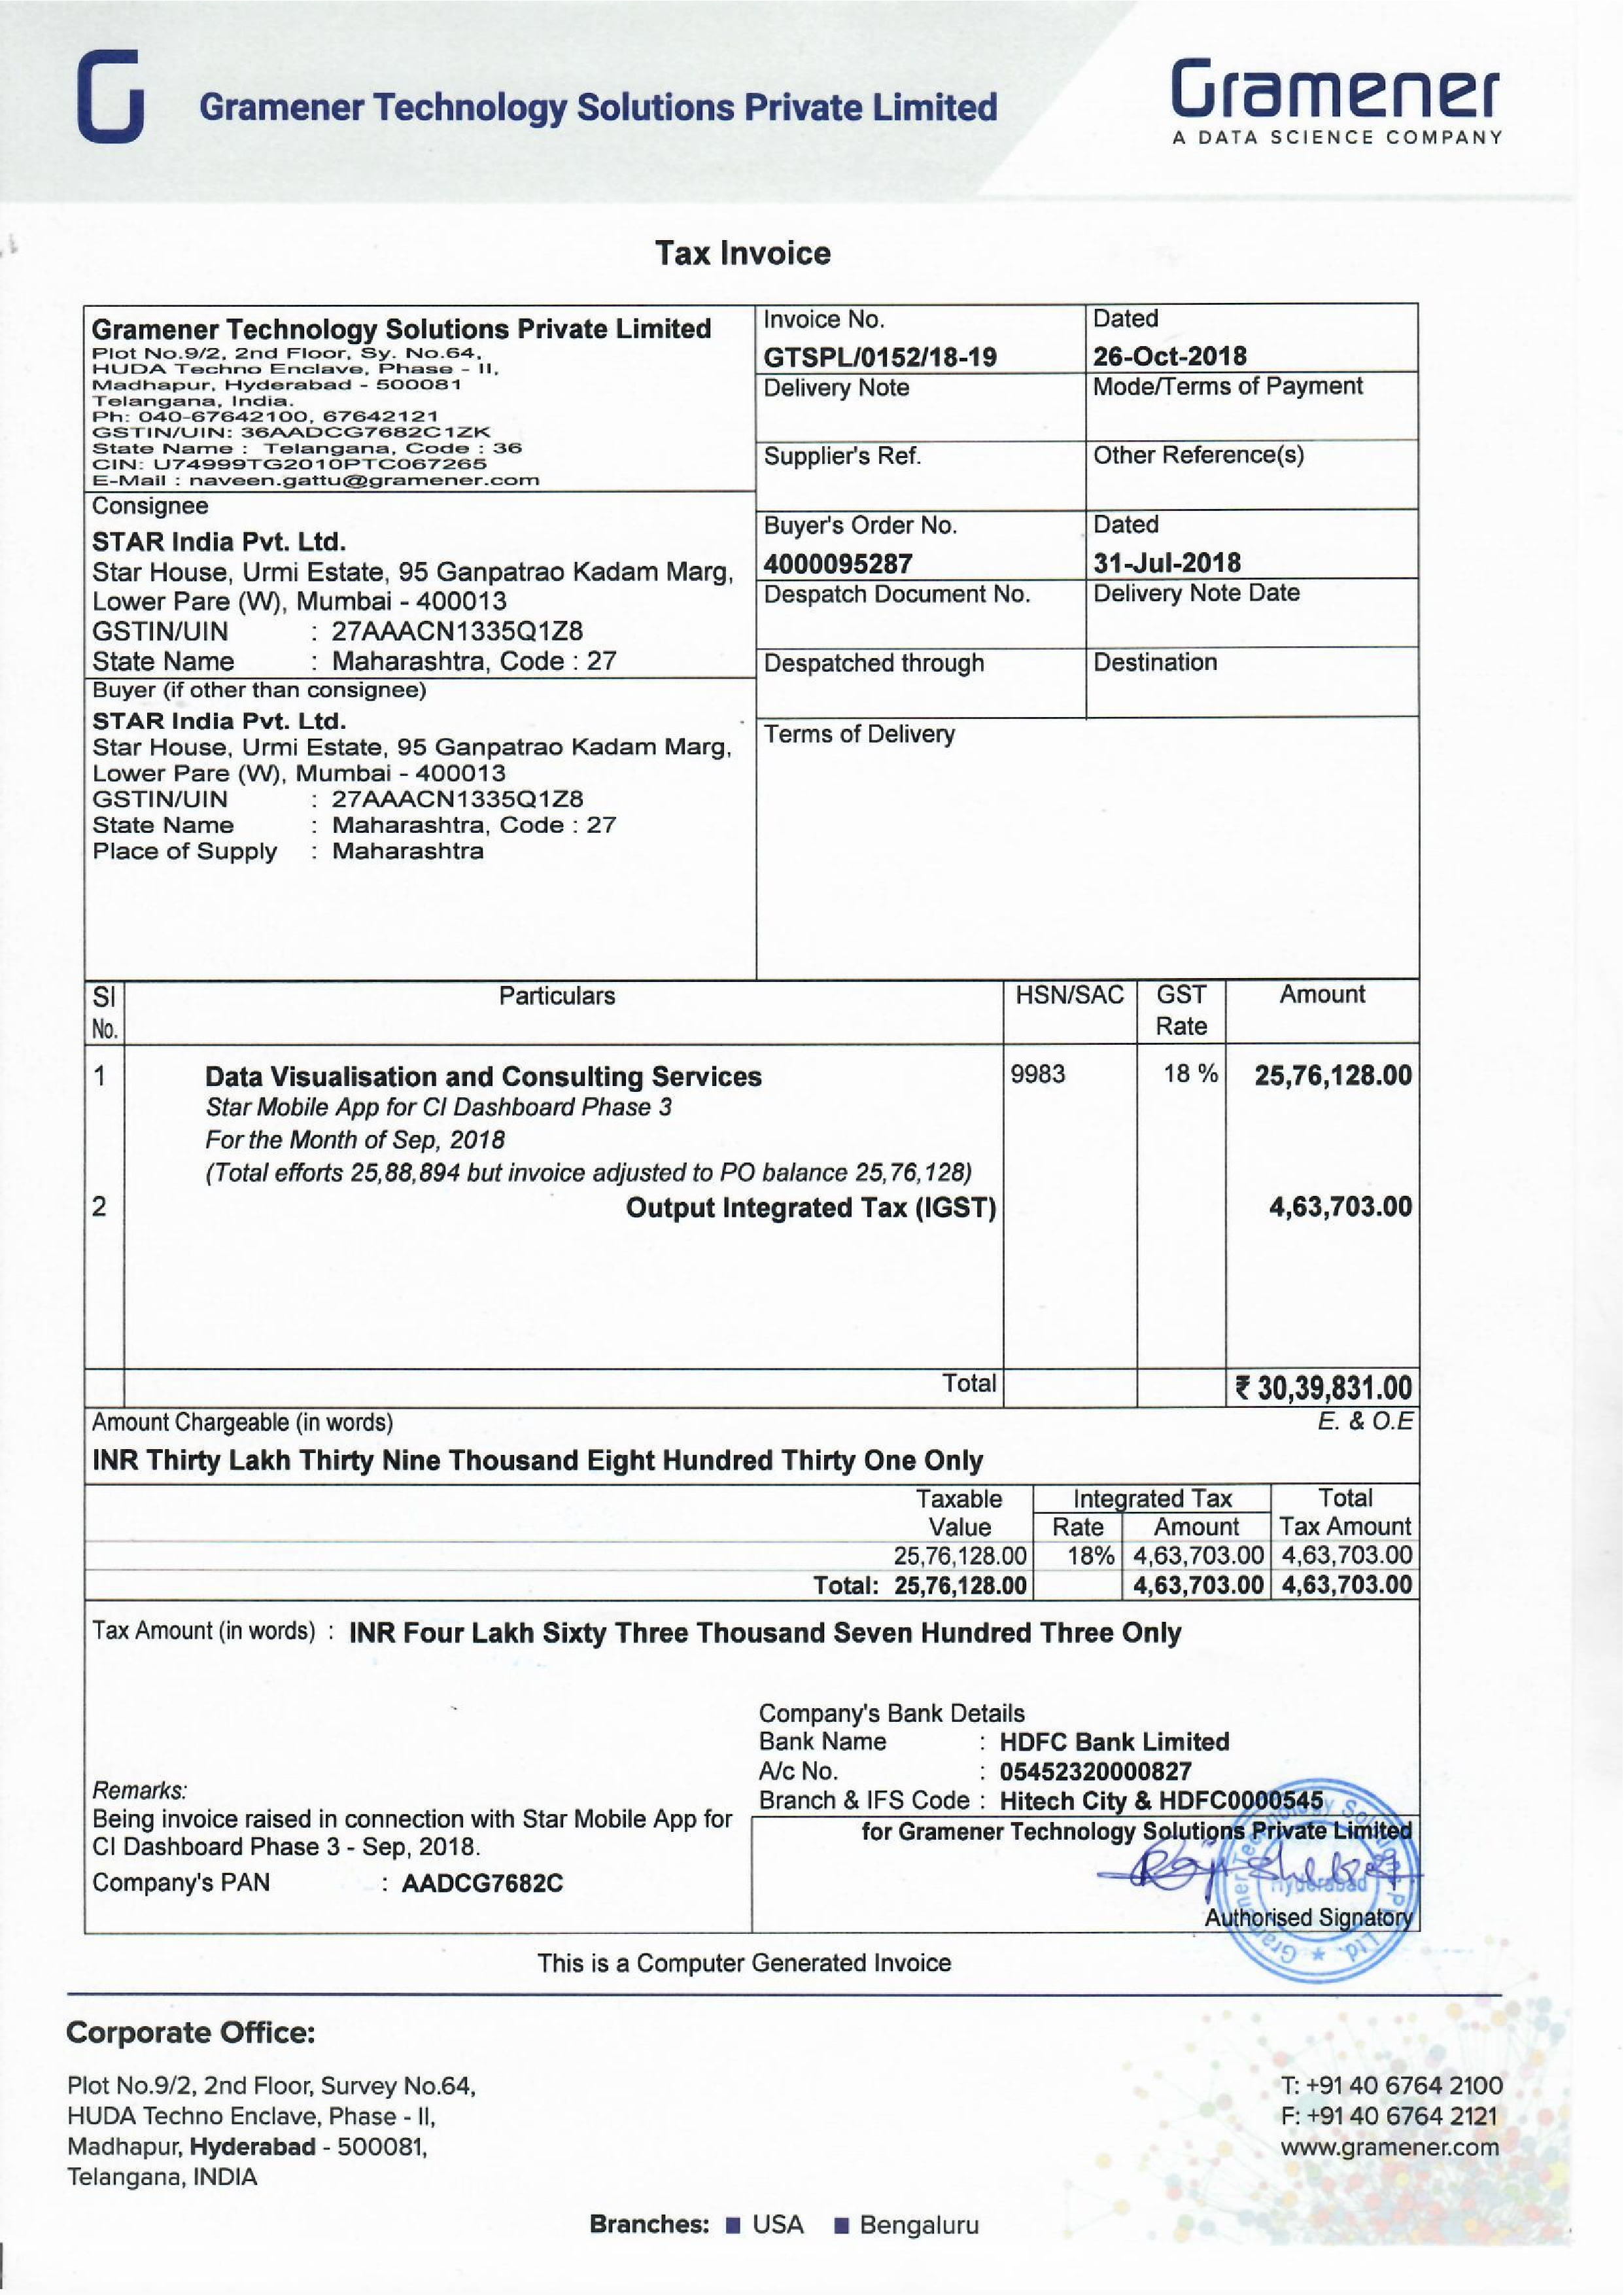 Gramener Technology Solutions Private Limited
Gramener
A DATA SCIENCE COMPANY
Tax Invoice
Gramener Technology Solutions Private Limited
Plot No.9/2, 2nd Floor, Sy. No.64,
HUDA Techno Enclave, Phase - II,
Madhapur, Hyderabad - 500081
Telangana, India.
Ph: 040-67642100, 67642121
GSTIN/UIN: 36AADCG7682C1ZK
State Name : Telangana, Code : 36
CIN: U74999TG2010PTC067265
E-Mail : naveen.gattu@gramener.com
Invoice No.
GTSPL/0152/18-19
Dated
26-Oct-2018
Delivery Note
Mode/Terms of Payment
Supplier's Ref.
Other Reference(s)
Consignee
STAR India Pvt. Ltd.
Star House, Urmi Estate, 95 Ganpatrao Kadam Marg,
Lower Pare (W), Mumbai - 400013
GSTIN/UIN : 27AAACN1335Q1Z8
State Name : Maharashtra, Code : 27
Buyer's Order No.
4000095287
Dated
31-Jul-2018
Despatch Document No.
Delivery Note Date
Despatched through
Destination
Buyer (if other than consignee)
STAR India Pvt. Ltd.
Star House, Urmi Estate, 95 Ganpatrao Kadam Marg,
Lower Pare (W), Mumbai - 400013
GSTIN/UIN : 27AAACN1335Q1Z8
State Name : Maharashtra, Code : 27
Place of Supply : Maharashtra
Terms of Delivery
Sl No. Particulars HSN/SAC GST Rate Amount
1 Data Visualisation and Consulting Services 9983 18 % 25,76,128.00
Star Mobile App for CI Dashboard Phase 3
For the Month of Sep, 2018
(Total efforts 25,88,894 but invoice adjusted to PO balance 25,76,128)
2 Output Integrated Tax (IGST) 4,63,703.00
Total ₹ 30,39,831.00
Amount Chargeable (in words) E. & O.E
INR Thirty Lakh Thirty Nine Thousand Eight Hundred Thirty One Only
Taxable Integrated Tax Total
Value Rate Amount Tax Amount
25,76,128.00 18% 4,63,703.00 4,63,703.00
Total: 25,76,128.00 4,63,703.00 4,63,703.00
Tax Amount (in words) : INR Four Lakh Sixty Three Thousand Seven Hundred Three Only
Company's Bank Details
Bank Name : HDFC Bank Limited
A/c No. : 05452320000827
Branch & IFS Code : Hitech City & HDFC0000545
Remarks:
Being invoice raised in connection with Star Mobile App for
CI Dashboard Phase 3 - Sep, 2018.
Company's PAN : AADCG7682C
for Gramener Technology Solutions Private Limited
Gramener Technology Solutions Pvt. Ltd.
Hyderabad
Authorised Signatory
This is a Computer Generated Invoice
Corporate Office:
Plot No.9/2, 2nd Floor, Survey No.64,
HUDA Techno Enclave, Phase - II,
Madhapur, Hyderabad - 500081,
Telangana, INDIA
T: +91 40 6764 2100
F: +91 40 6764 2121
www.gramener.com
Branches: ■ USA ■ Bengaluru